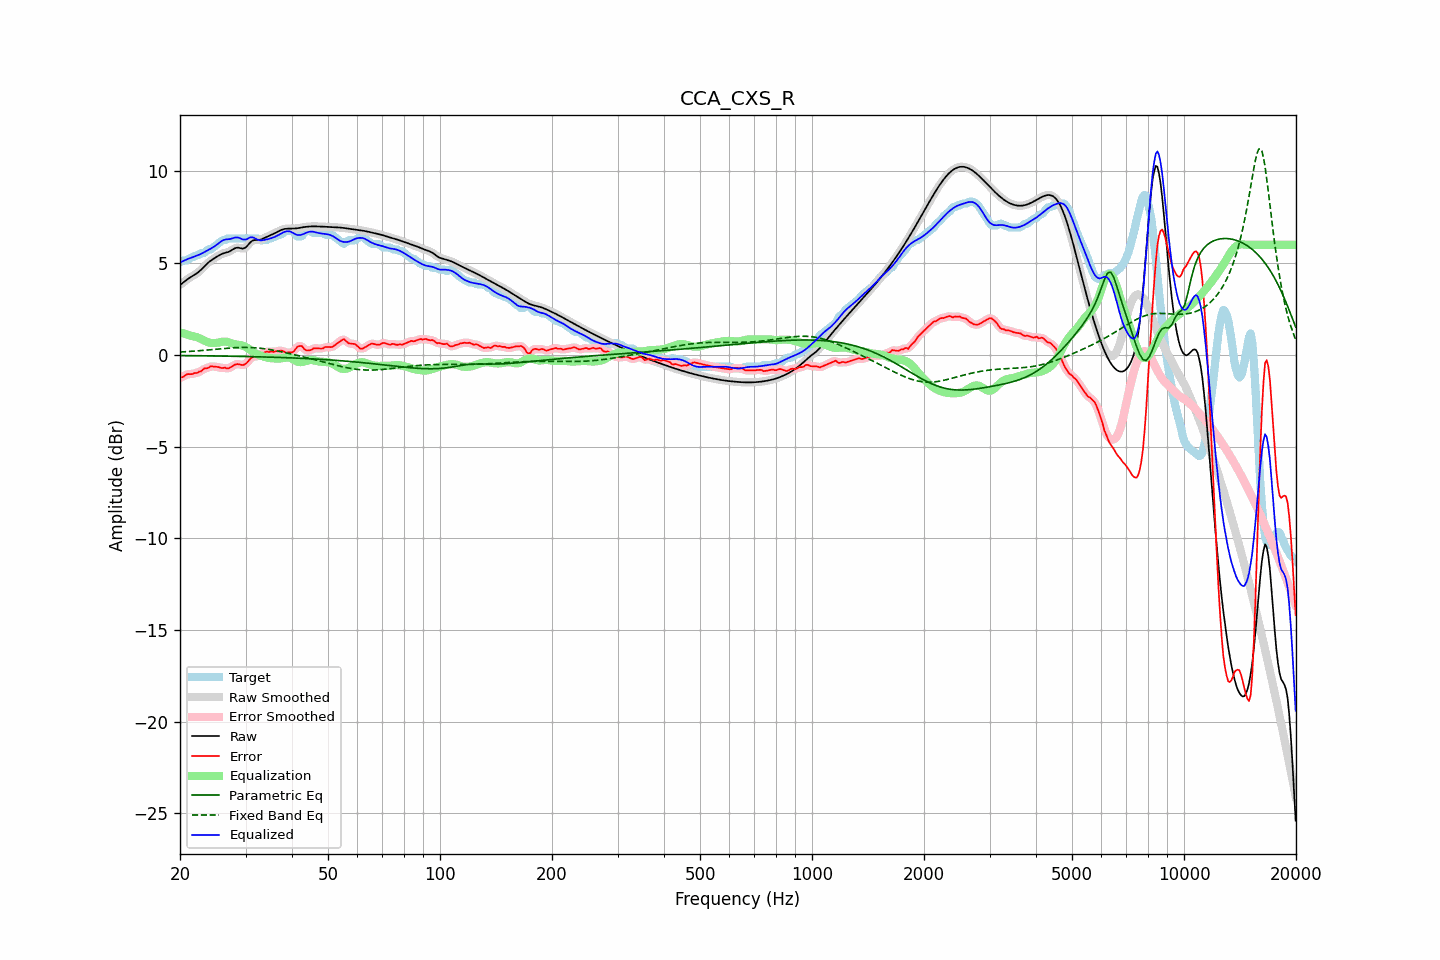 CCA_CXS_R
10
5
0
−5
−10
−15
−20
−25
Amplitude (dBr)
Target
Raw Smoothed
Error Smoothed
Raw
Error
Equalization
Parametric Eq
Fixed Band Eq
Equalized
20 50 100 200 500 1000 2000 5000 10000 20000
Frequency (Hz)